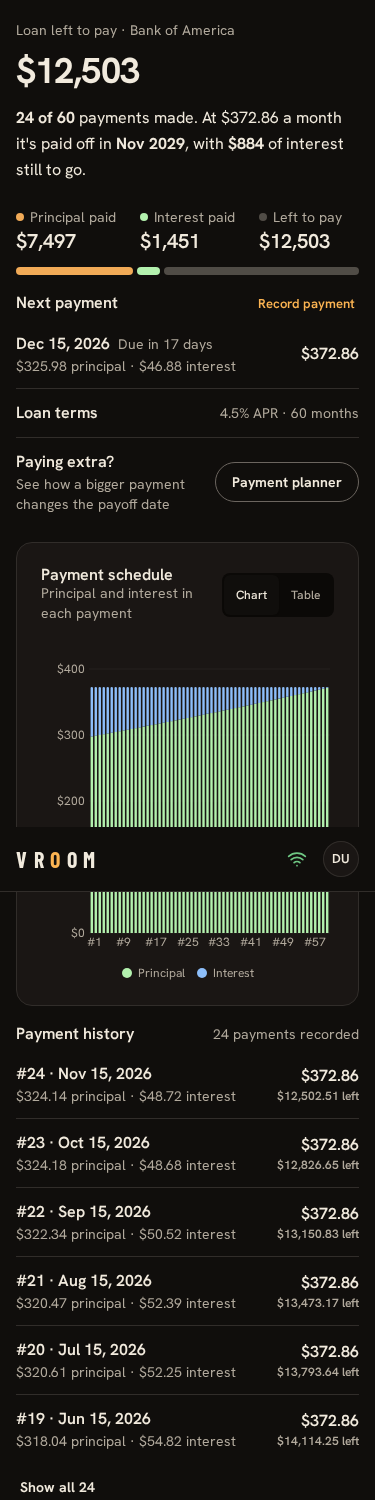 Loan left to pay · Bank of America
$12,503
24 of 60 payments made. At $372.86 a month
it's paid off in Nov 2029, with $884 of interest
still to go.
Principal paid
$7,497
Interest paid
$1,451
Left to pay
$12,503
Next payment
Record payment
Dec 15, 2026 Due in 17 days
$325.98 principal · $46.88 interest
$372.86
Loan terms
4.5% APR · 60 months
Paying extra?
See how a bigger payment
changes the payoff date
Payment planner
Payment schedule
Principal and interest in
each payment
Chart
Table
$400
$300
$200
VROOM
DU
$0
#1 #9 #17 #25 #33 #41 #49 #57
Principal Interest
Payment history
24 payments recorded
#24 · Nov 15, 2026
$372.86
$324.14 principal · $48.72 interest
$12,502.51 left
#23 · Oct 15, 2026
$372.86
$324.18 principal · $48.68 interest
$12,826.65 left
#22 · Sep 15, 2026
$372.86
$322.34 principal · $50.52 interest
$13,150.83 left
#21 · Aug 15, 2026
$372.86
$320.47 principal · $52.39 interest
$13,473.17 left
#20 · Jul 15, 2026
$372.86
$320.61 principal · $52.25 interest
$13,793.64 left
#19 · Jun 15, 2026
$372.86
$318.04 principal · $54.82 interest
$14,114.25 left
Show all 24